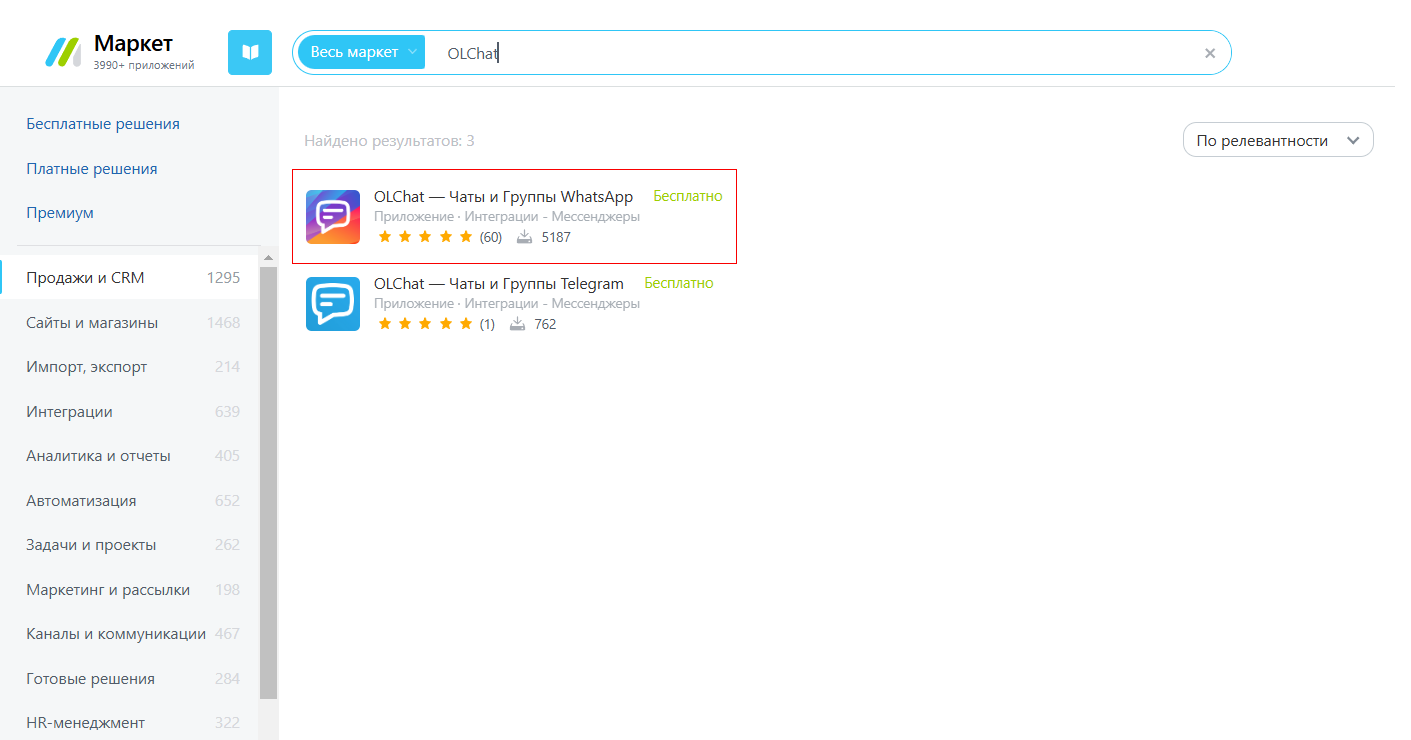 Маркет
3990+ приложений
Весь маркет
OLChat
Бесплатные решения
Платные решения
Премиум
Продажи и CRM 1295
Сайты и магазины 1468
Импорт, экспорт 214
Интеграции 639
Аналитика и отчеты 405
Автоматизация 652
Задачи и проекты 262
Маркетинг и рассылки 198
Каналы и коммуникации 467
Готовые решения 284
HR-менеджмент 322
Найдено результатов: 3
По релевантности
OLChat — Чаты и Группы WhatsApp Бесплатно
Приложение · Интеграции - Мессенджеры
(60) 5187
OLChat — Чаты и Группы Telegram Бесплатно
Приложение · Интеграции - Мессенджеры
(1) 762